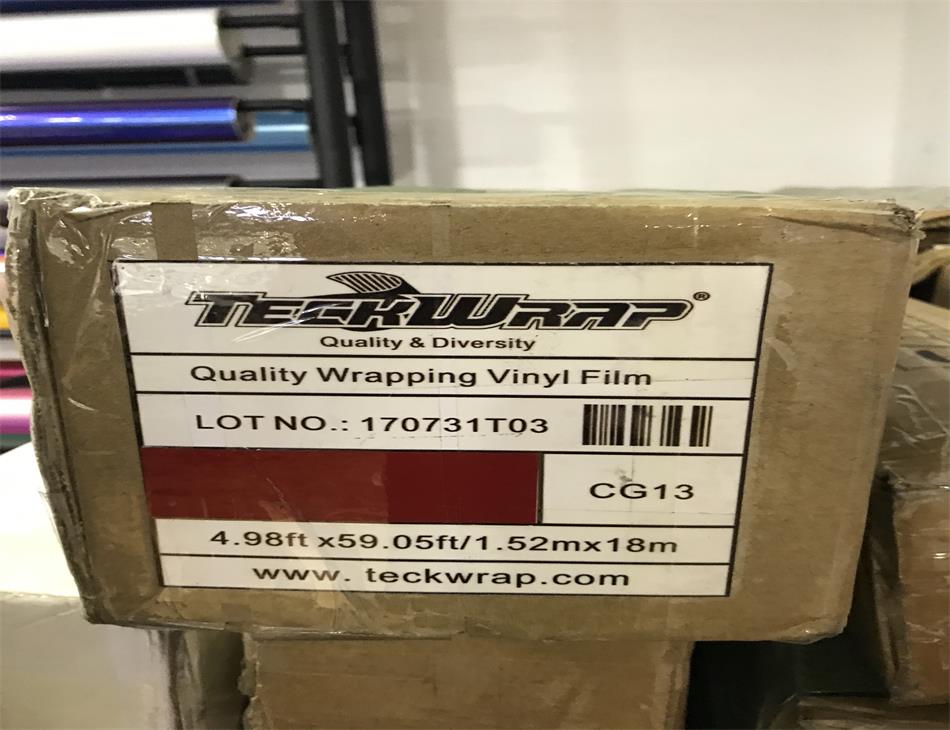 TECKWRAP®
Quality & Diversity
Quality Wrapping Vinyl Film
LOT NO.: 170731T03
CG13
4.98ft x59.05ft/1.52mx18m
www. teckwrap.com